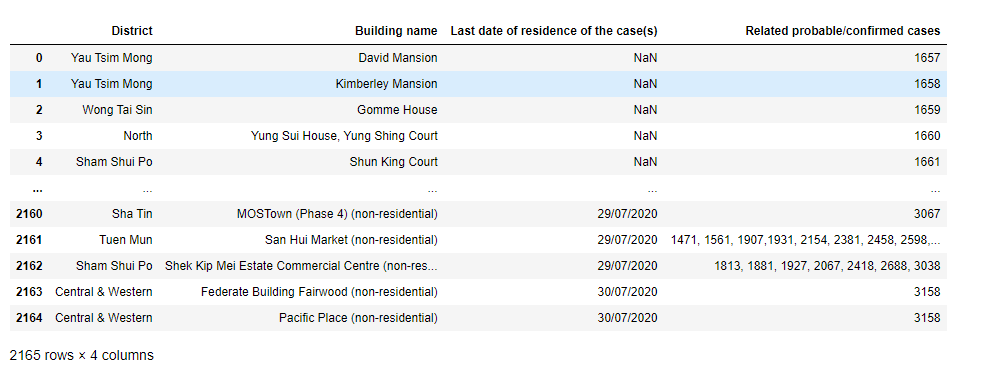 District Building name Last date of residence of the case(s) Related probable/confirmed cases
0 Yau Tsim Mong David Mansion NaN 1657
1 Yau Tsim Mong Kimberley Mansion NaN 1658
2 Wong Tai Sin Gomme House NaN 1659
3 North Yung Sui House, Yung Shing Court NaN 1660
4 Sham Shui Po Shun King Court NaN 1661
... ... ... ... ...
2160 Sha Tin MOSTown (Phase 4) (non-residential) 29/07/2020 3067
2161 Tuen Mun San Hui Market (non-residential) 29/07/2020 1471, 1561, 1907,1931, 2154, 2381, 2458, 2598,...
2162 Sham Shui Po Shek Kip Mei Estate Commercial Centre (non-res... 29/07/2020 1813, 1881, 1927, 2067, 2418, 2688, 3038
2163 Central & Western Federate Building Fairwood (non-residential) 30/07/2020 3158
2164 Central & Western Pacific Place (non-residential) 30/07/2020 3158
2165 rows × 4 columns